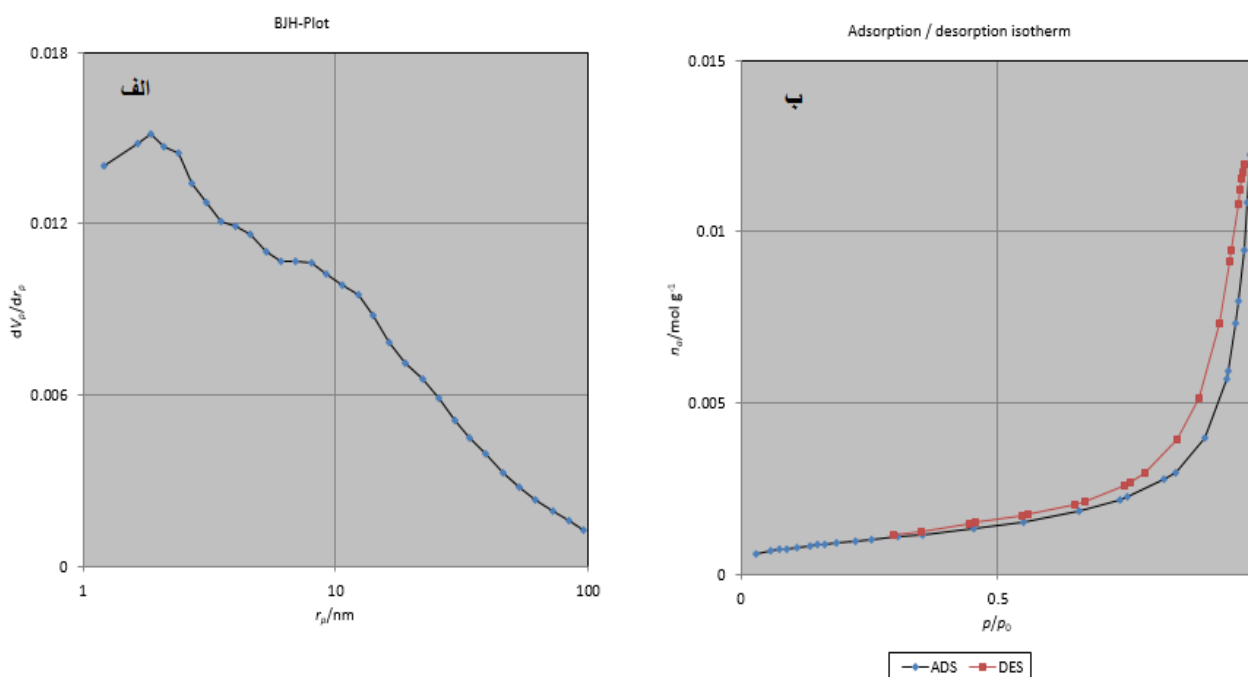 BJH-Plot
الف
0.018
0.012
0.006
0
dVp/drp
1
10
100
rp/nm
Adsorption / desorption isotherm
ب
0.015
0.01
0.005
0
na/mol g-1
0
0.5
p/p0
ADS
DES